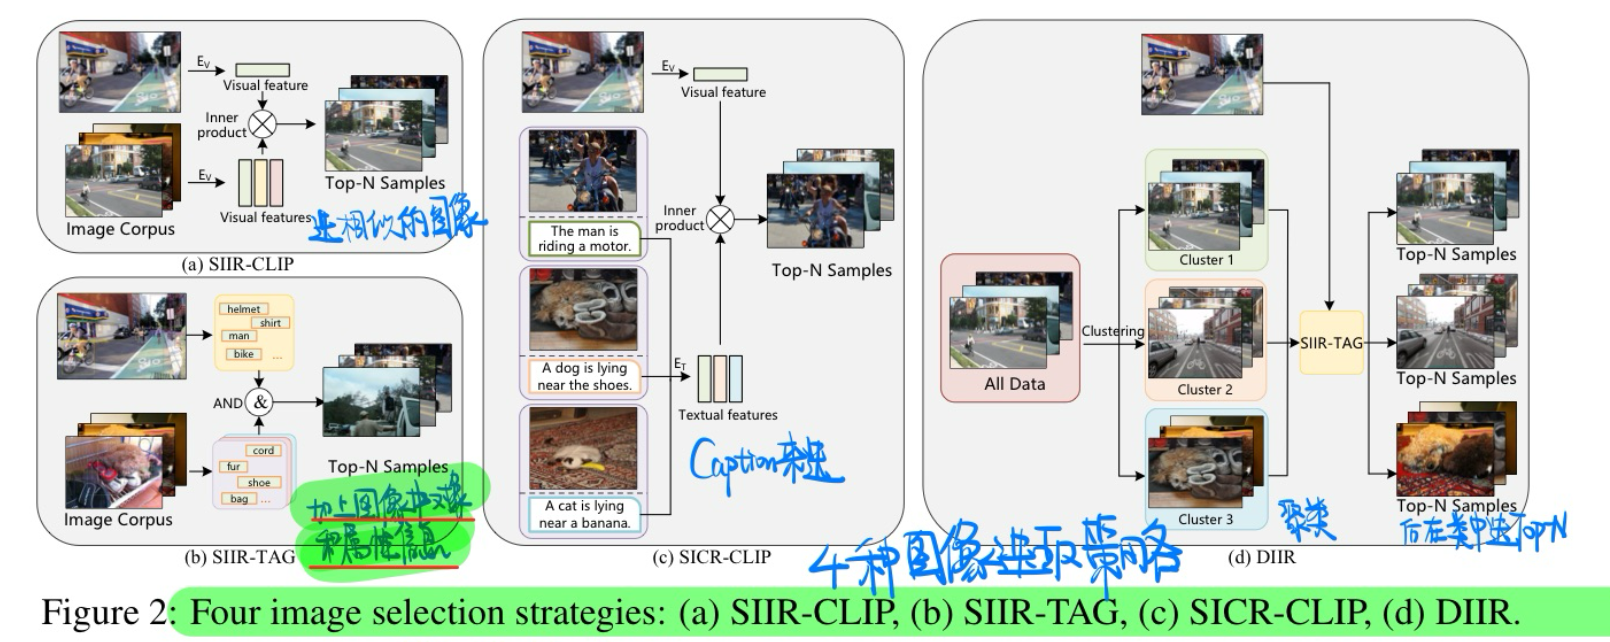 E_V
Visual feature
Inner
product
E_V
Visual features
Top-N Samples
Image Corpus
选相似的图像
(a) SIIR-CLIP
helmet
shirt
man
bike
...
AND
&
cord
fur
shoe
bag
...
Top-N Samples
Image Corpus
加上图像中对象
和属性信息
(b) SIIR-TAG
E_V
Visual feature
Inner
product
The man is
riding a motor.
Top-N Samples
A dog is lying
near the shoes.
E_T
Textual features
Caption来选
A cat is lying
near a banana.
(c) SICR-CLIP
All Data
Clustering
Cluster 1
Cluster 2
Cluster 3
SIIR-TAG
Top-N Samples
Top-N Samples
Top-N Samples
聚类
后在类中选TopN
4种图像选取策略
(d) DIIR
Figure 2: Four image selection strategies: (a) SIIR-CLIP, (b) SIIR-TAG, (c) SICR-CLIP, (d) DIIR.